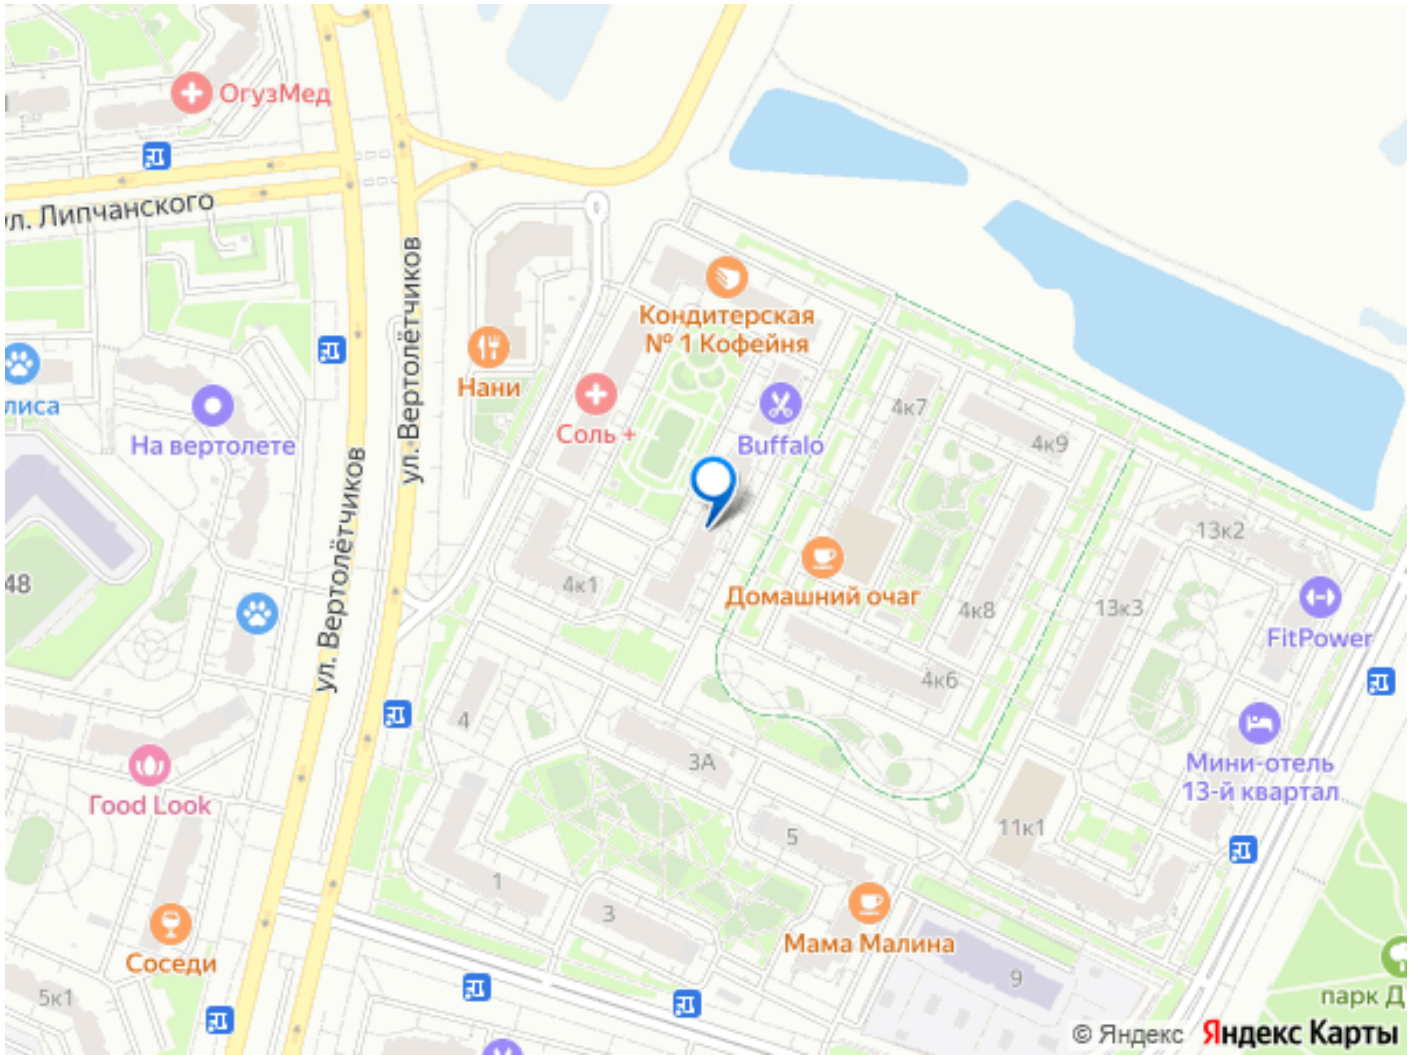 ОгузМед
ул. Липчанского
ул. Вертолётчиков
Кондитерская
№ 1 Кофейня
Нани
лиса
На вертолете
Соль +
Buffalo
4к7
4к9
ул. Вертолётчиков
13к2
48
4к1
Домашний очаг
4к8
13к3
FitPower
4к6
4
3А
Мини-отель
13-й квартал
Гood Look
11к1
5
1
3
Мама Малина
Соседи
9
5к1
парк Д
© Яндекс Яндекс Карты